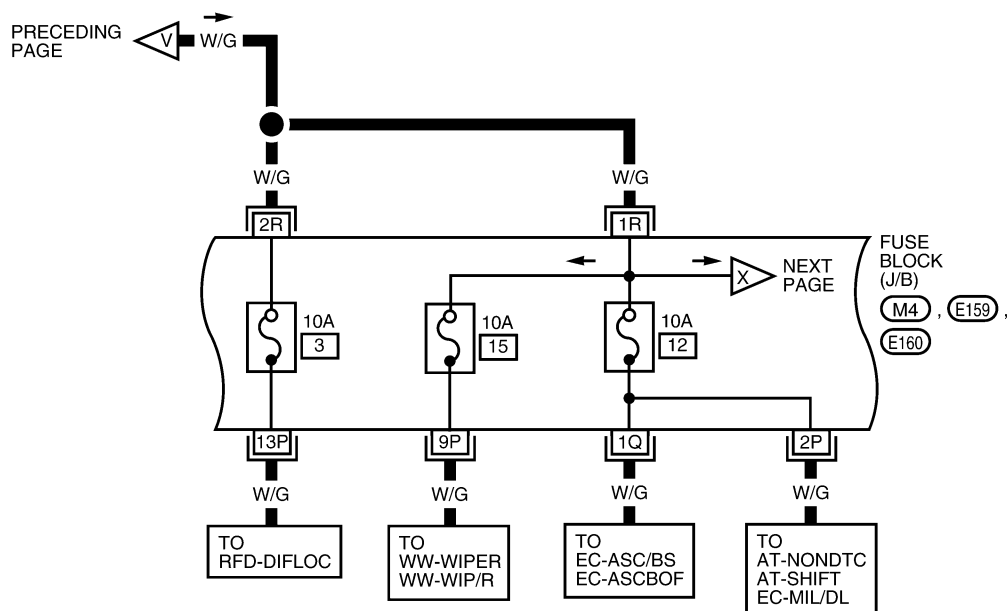 PRECEDING
PAGE
V
W/G
W/G
W/G
2R
1R
FUSE
BLOCK
(J/B)
M4 , E159 ,
E160
X
NEXT
PAGE
10A
3
10A
15
10A
12
13P
9P
1Q
2P
W/G
W/G
W/G
W/G
TO
RFD-DIFLOC
TO
WW-WIPER
WW-WIP/R
TO
EC-ASC/BS
EC-ASCBOF
TO
AT-NONDTC
AT-SHIFT
EC-MIL/DL